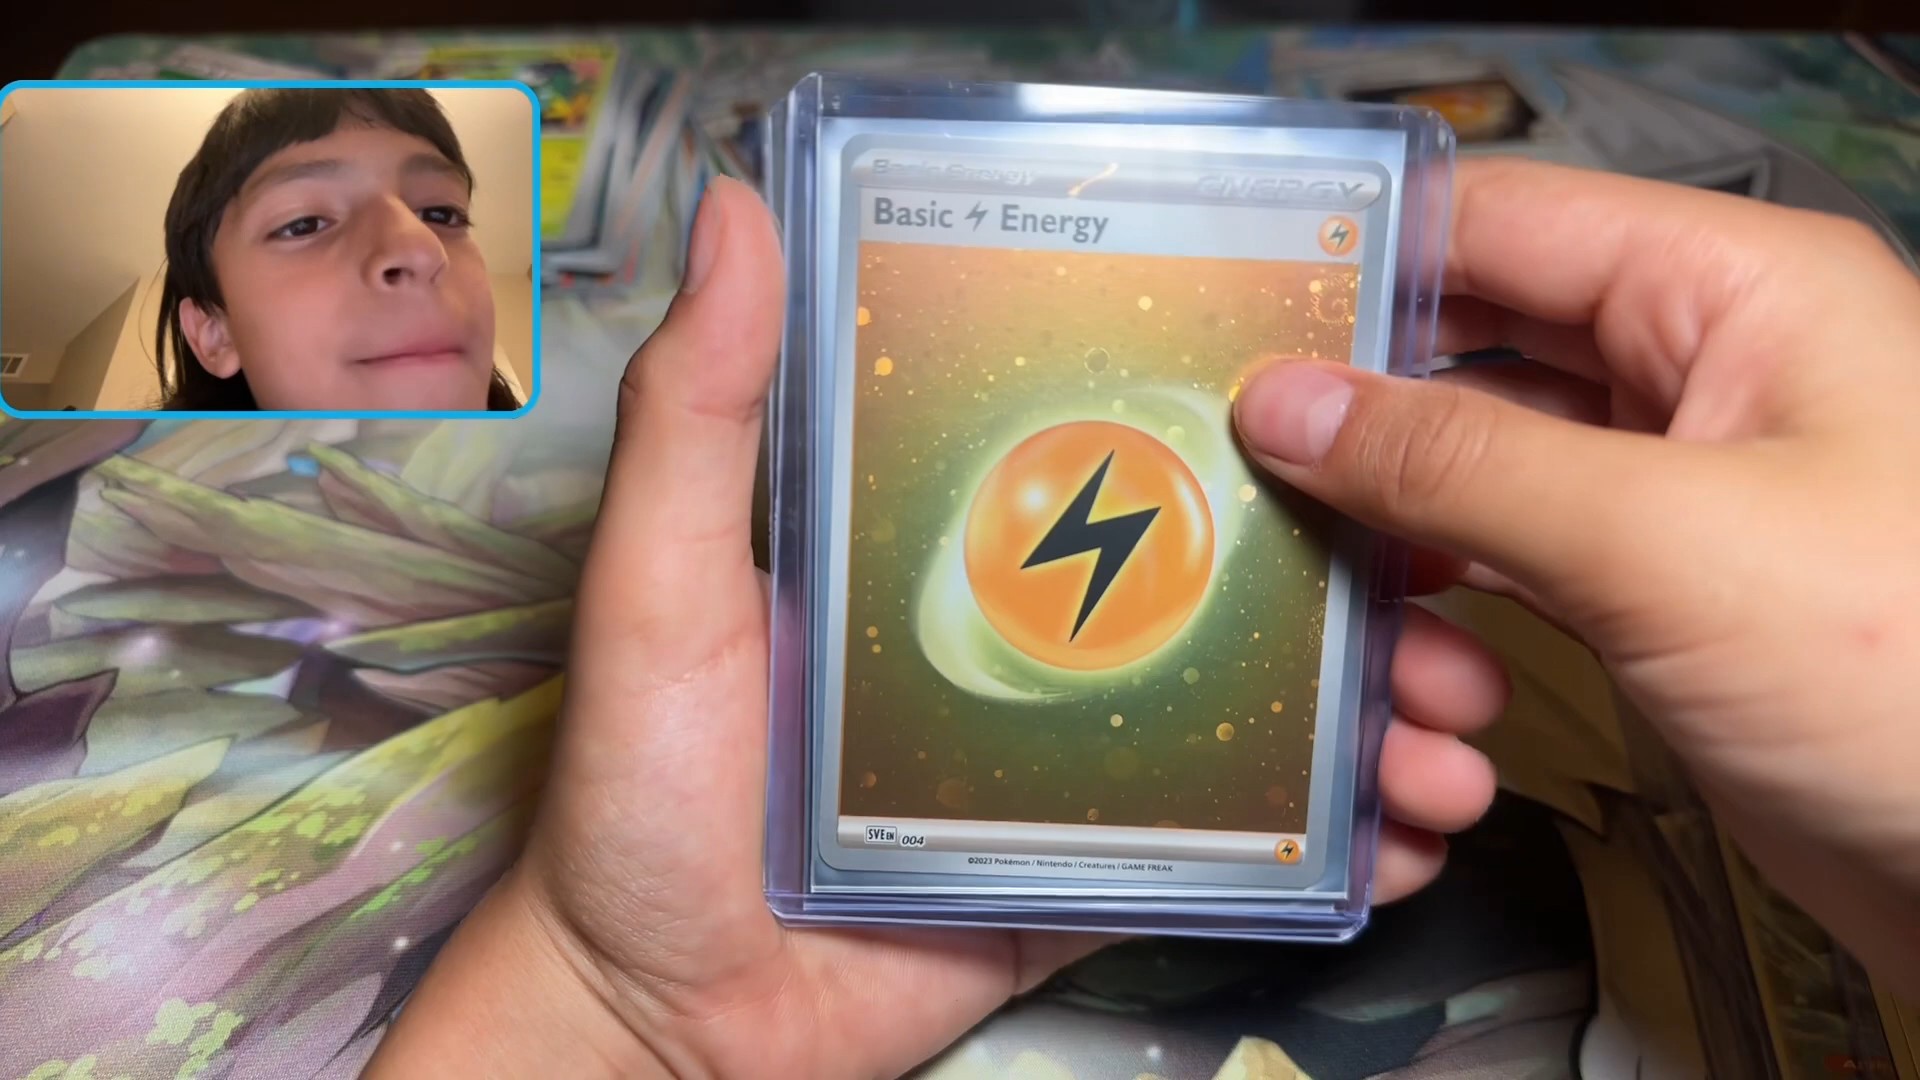 Basic Energy ENERGY
Basic Energy
SVE EN 004
©2023 Pokémon / Nintendo / Creatures / GAME FREAK